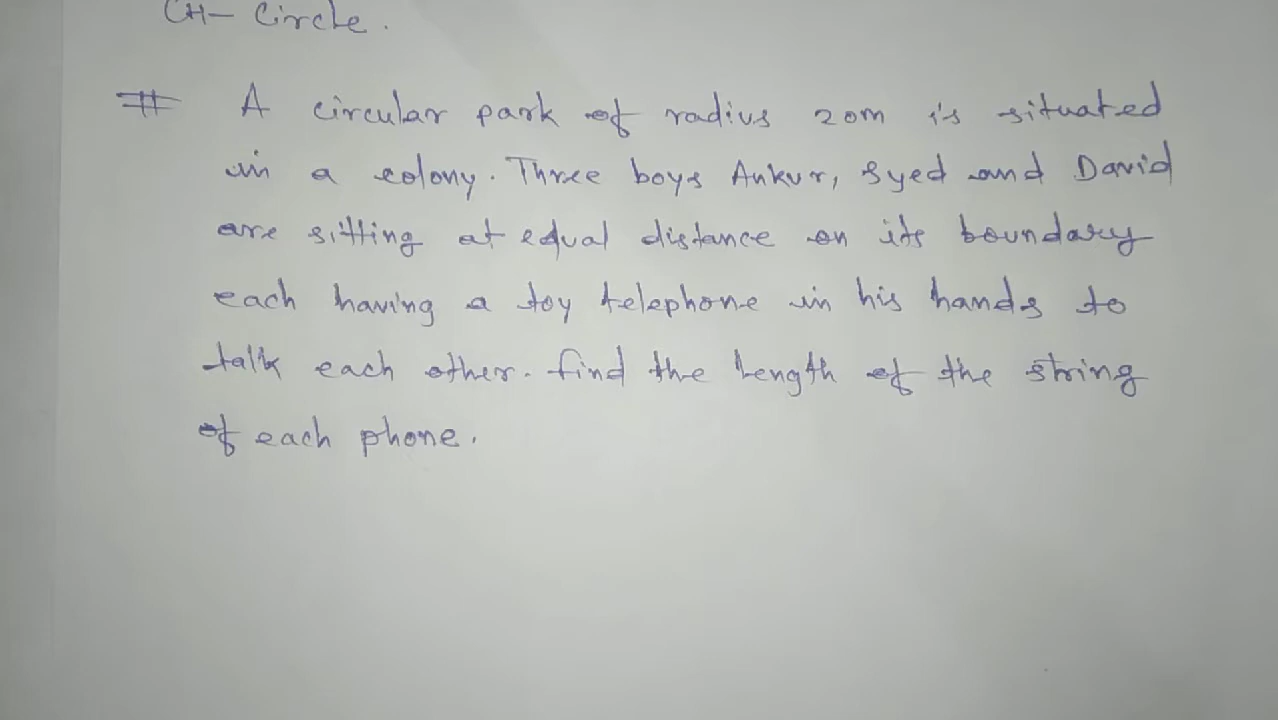 CH- Circle.
# A circular park of radius 20m is situated
in a colony. Three boys Ankur, Syed and David
are sitting at equal distance on its boundary
each having a toy telephone in his hands to
talk each other. find the length of the string
of each phone.